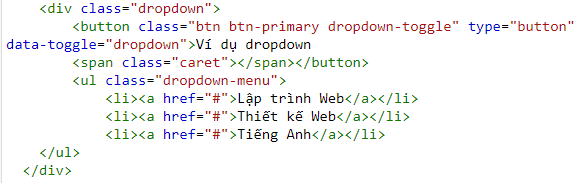 <div class="dropdown">
<button class="btn btn-primary dropdown-toggle" type="button"
data-toggle="dropdown">Ví dụ dropdown
<span class="caret"></span></button>
<ul class="dropdown-menu">
<li><a href="#">Lập trình Web</a></li>
<li><a href="#">Thiết kế Web</a></li>
<li><a href="#">Tiếng Anh</a></li>
</ul>
</div>